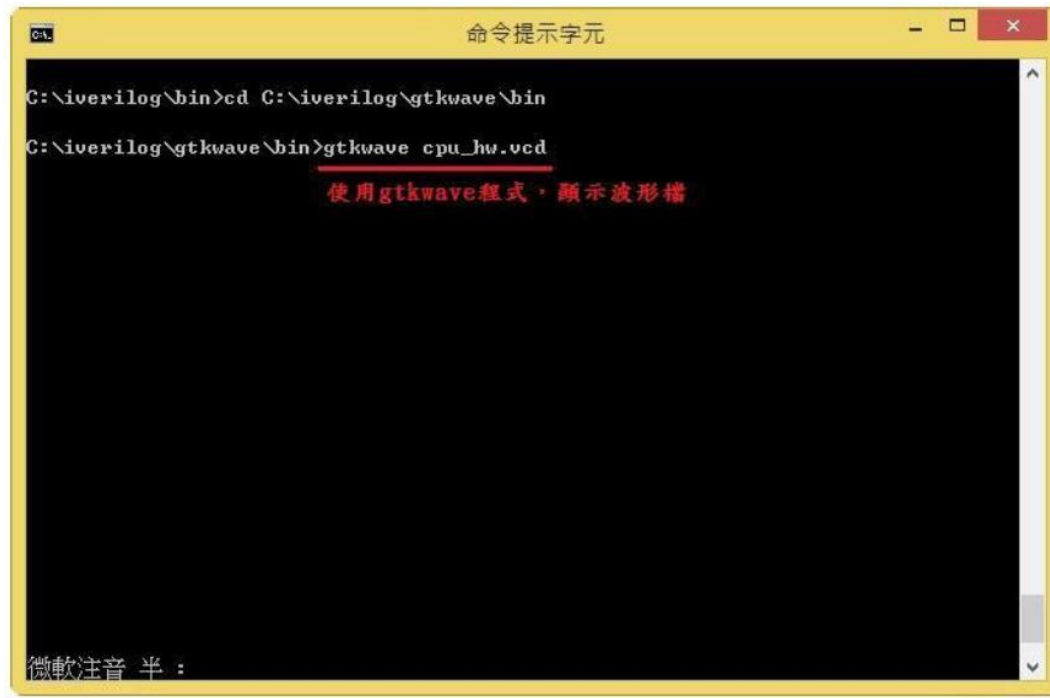 命令提示字元
C:\iverilog\bin>cd C:\iverilog\gtkwave\bin
C:\iverilog\gtkwave\bin>gtkwave cpu_hw.vcd
使用gtkwave程式，顯示波形檔
微軟注音 半 :